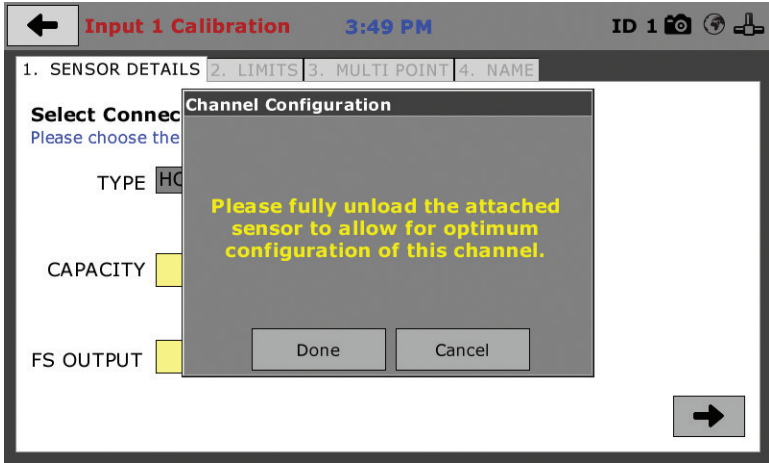 Input 1 Calibration 3:49 PM ID 1
1. SENSOR DETAILS 2. LIMITS 3. MULTI POINT 4. NAME
Channel Configuration
Select Connec
Please choose the
TYPE HO
Please fully unload the attached
sensor to allow for optimum
configuration of this channel.
CAPACITY
Done Cancel
FS OUTPUT